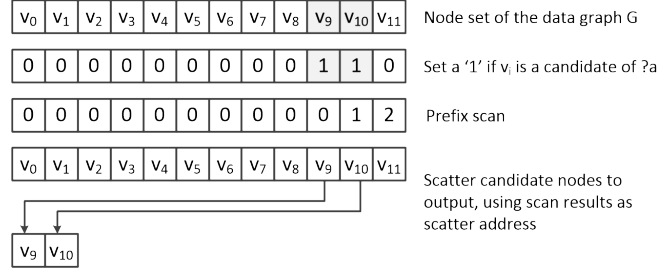 v₀ v₁ v₂ v₃ v₄ v₅ v₆ v₇ v₈ v₉ v₁₀ v₁₁ Node set of the data graph G
0 0 0 0 0 0 0 0 0 1 1 0 Set a ‘1’ if vᵢ is a candidate of ?a
0 0 0 0 0 0 0 0 0 0 1 2 Prefix scan
v₀ v₁ v₂ v₃ v₄ v₅ v₆ v₇ v₈ v₉ v₁₀ v₁₁
Scatter candidate nodes to
output, using scan results as
scatter address
v₉ v₁₀